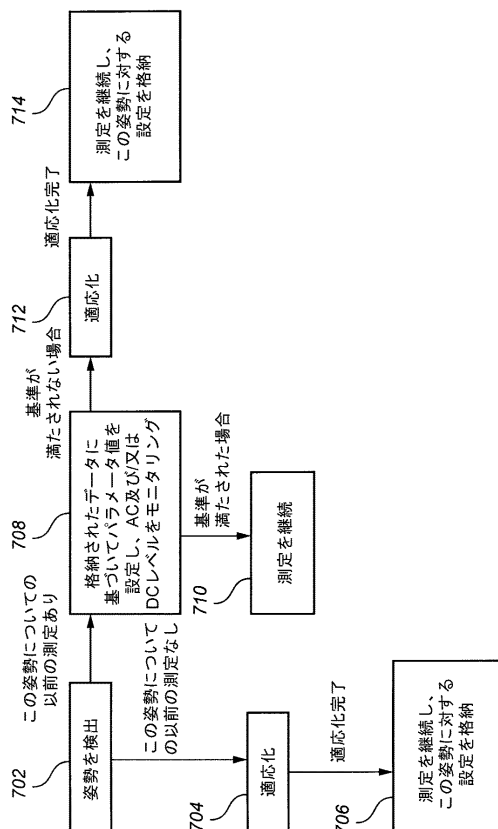 702
姿勢を検出
この姿勢についての
以前の測定あり
708
格納されたデータに
基づいてパラメータ値を
設定し、AC及び/又は
DCレベルをモニタリング
基準が
満たされない場合
712
適応化
適応化完了
714
測定を継続し、
この姿勢に対する
設定を格納
この姿勢について
の以前の測定なし
704
適応化
適応化完了
706
測定を継続し、
この姿勢に対する
設定を格納
基準が
満たされた場合
710
測定を継続